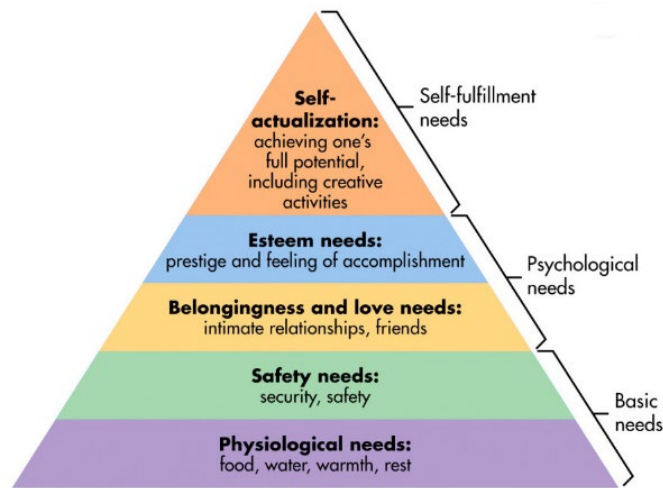 Self-
actualization:
achieving one's
full potential,
including creative
activities
Self-fulfillment
needs
Esteem needs:
prestige and feeling of accomplishment
Psychological
needs
Belongingness and love needs:
intimate relationships, friends
Safety needs:
security, safety
Basic
needs
Physiological needs:
food, water, warmth, rest